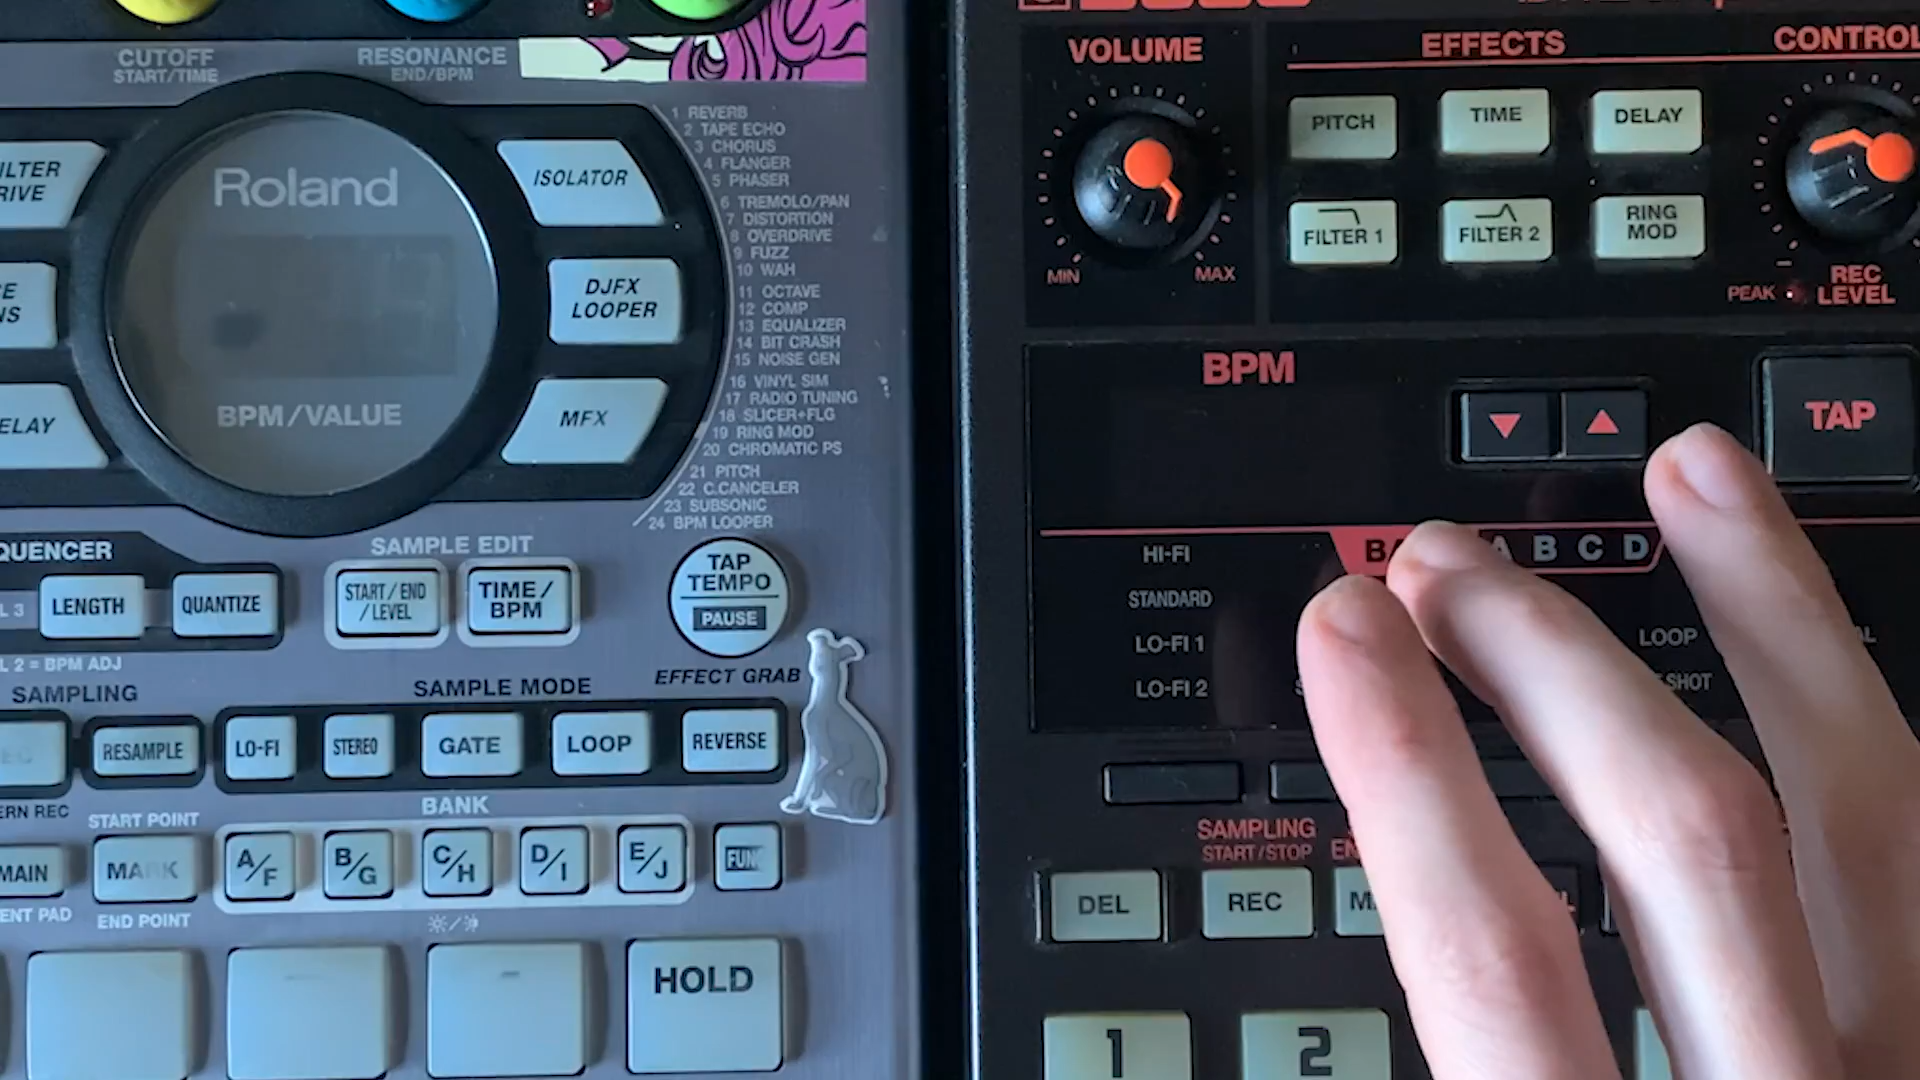 CUTOFF
START/TIME
RESONANCE
END/BPM
Roland
BPM/VALUE
ISOLATOR
DJFX
LOOPER
MFX
1 REVERB
2 TAPE ECHO
3 CHORUS
4 FLANGER
5 PHASER
6 TREMOLO/PAN
7 DISTORTION
8 OVERDRIVE
9 FUZZ
10 WAH
11 OCTAVE
12 COMP
13 EQUALIZER
14 BIT CRASH
15 NOISE GEN
16 VINYL SIM
17 RADIO TUNING
18 SLICER+FLG
19 RING MOD
20 CHROMATIC PS
21 PITCH
22 C.CANCELER
23 SUBSONIC
24 BPM LOOPER
SAMPLE EDIT
LENGTH
QUANTIZE
START/END
/LEVEL
TIME/
BPM
TAP
TEMPO
PAUSE
EFFECT GRAB
L 3
L 2 = BPM ADJ
SAMPLING
SAMPLE MODE
RESAMPLE
LO-FI
STEREO
GATE
LOOP
REVERSE
BANK
START POINT
MARK
END POINT
A/F
B/G
C/H
D/I
E/J
FUN
MAIN
ENT PAD
ERN REC
HOLD
VOLUME
MIN
MAX
EFFECTS
PITCH
TIME
DELAY
FILTER 1
FILTER 2
RING
MOD
CONTROL
PEAK
REC
LEVEL
BPM
TAP
A B C D
HI-FI
STANDARD
LO-FI 1
LO-FI 2
LOOP
SHOT
SAMPLING
START/STOP
DEL
REC
1
2